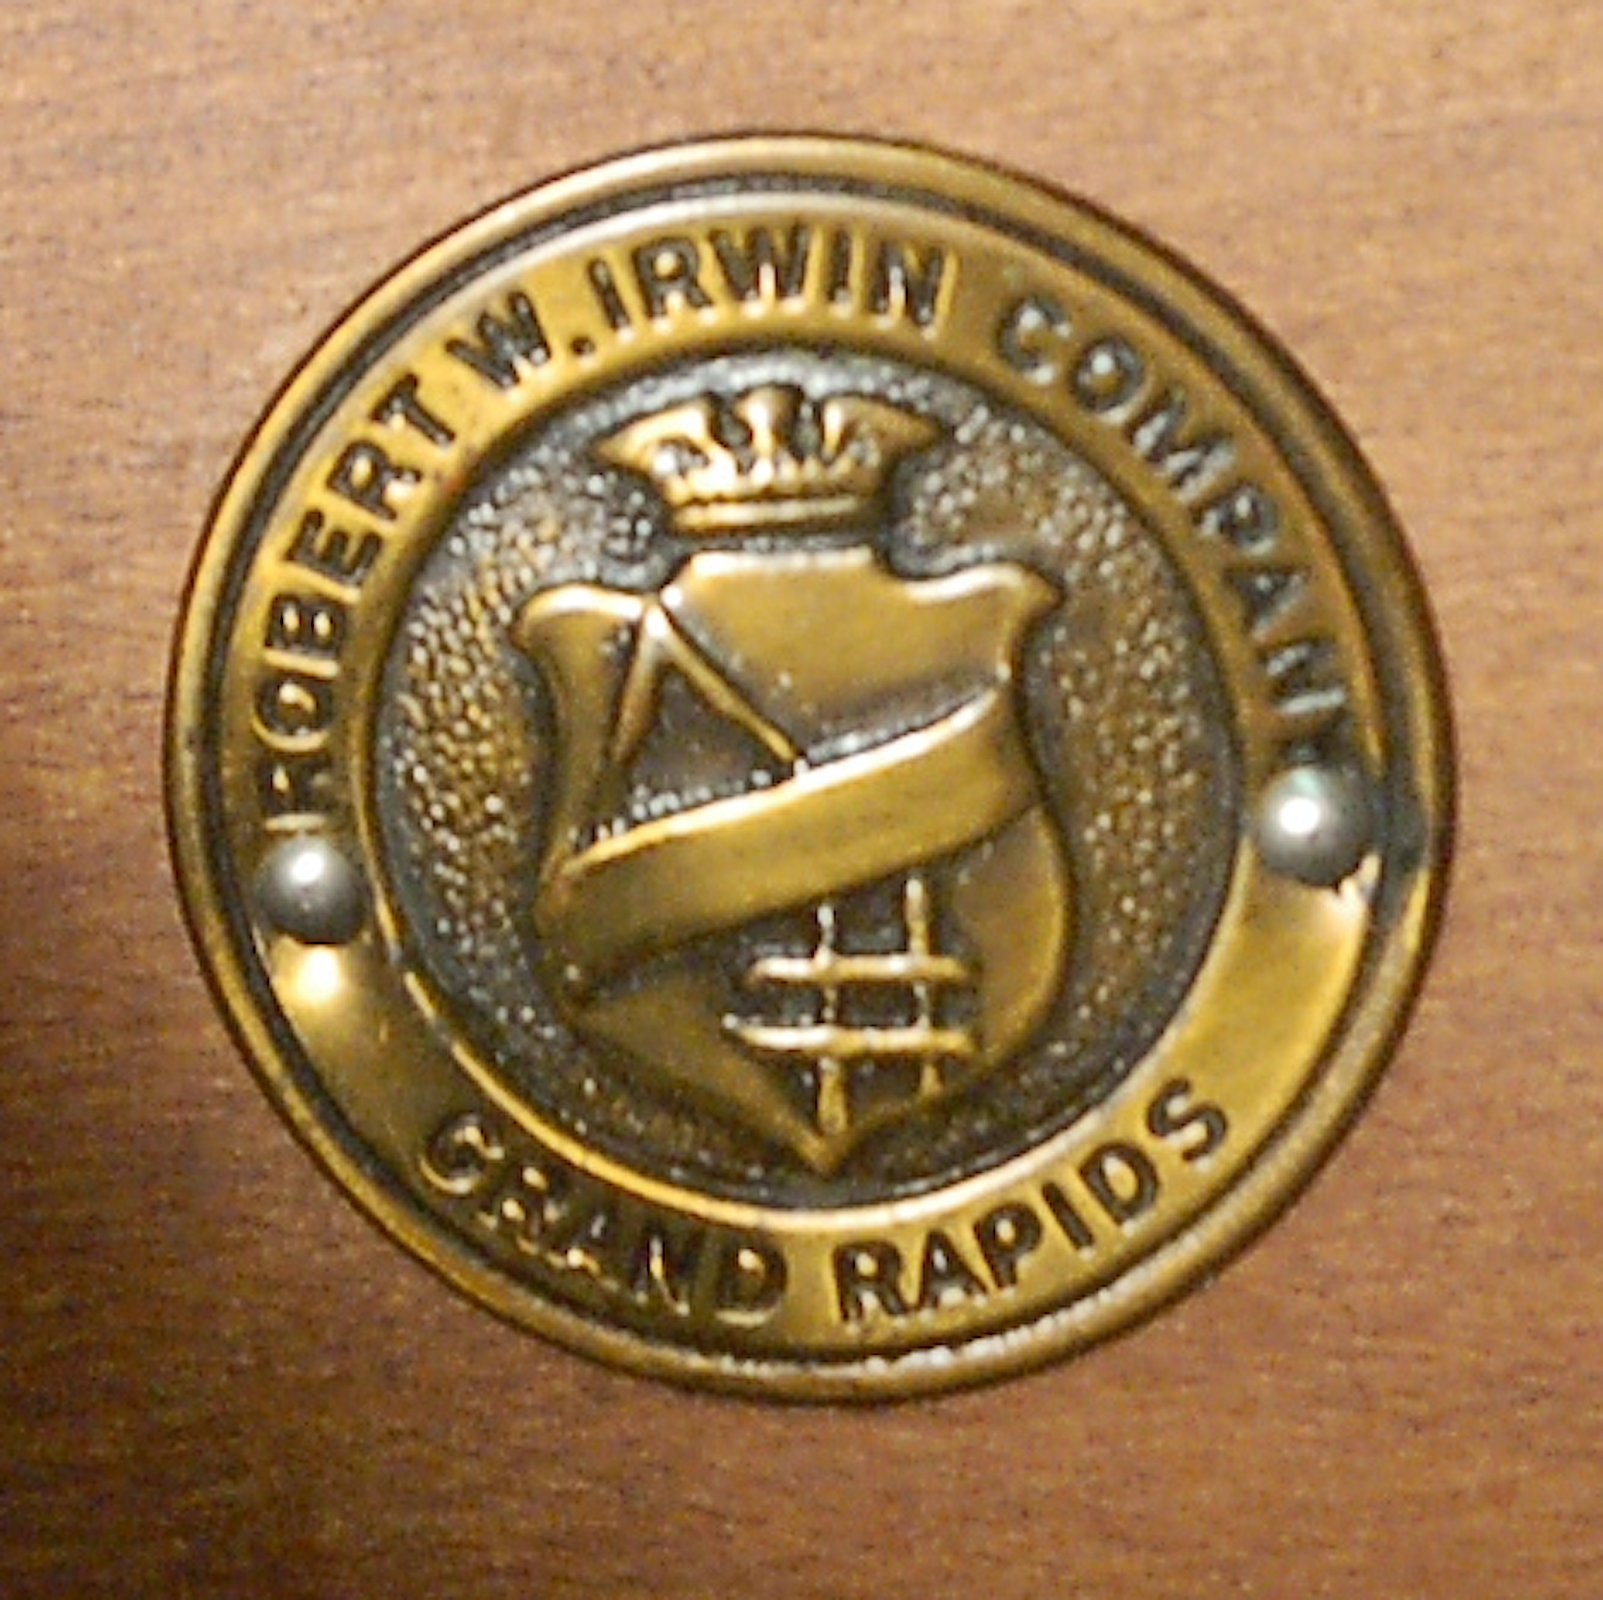 ROBERT W. IRWIN COMPANY
GRAND RAPIDS